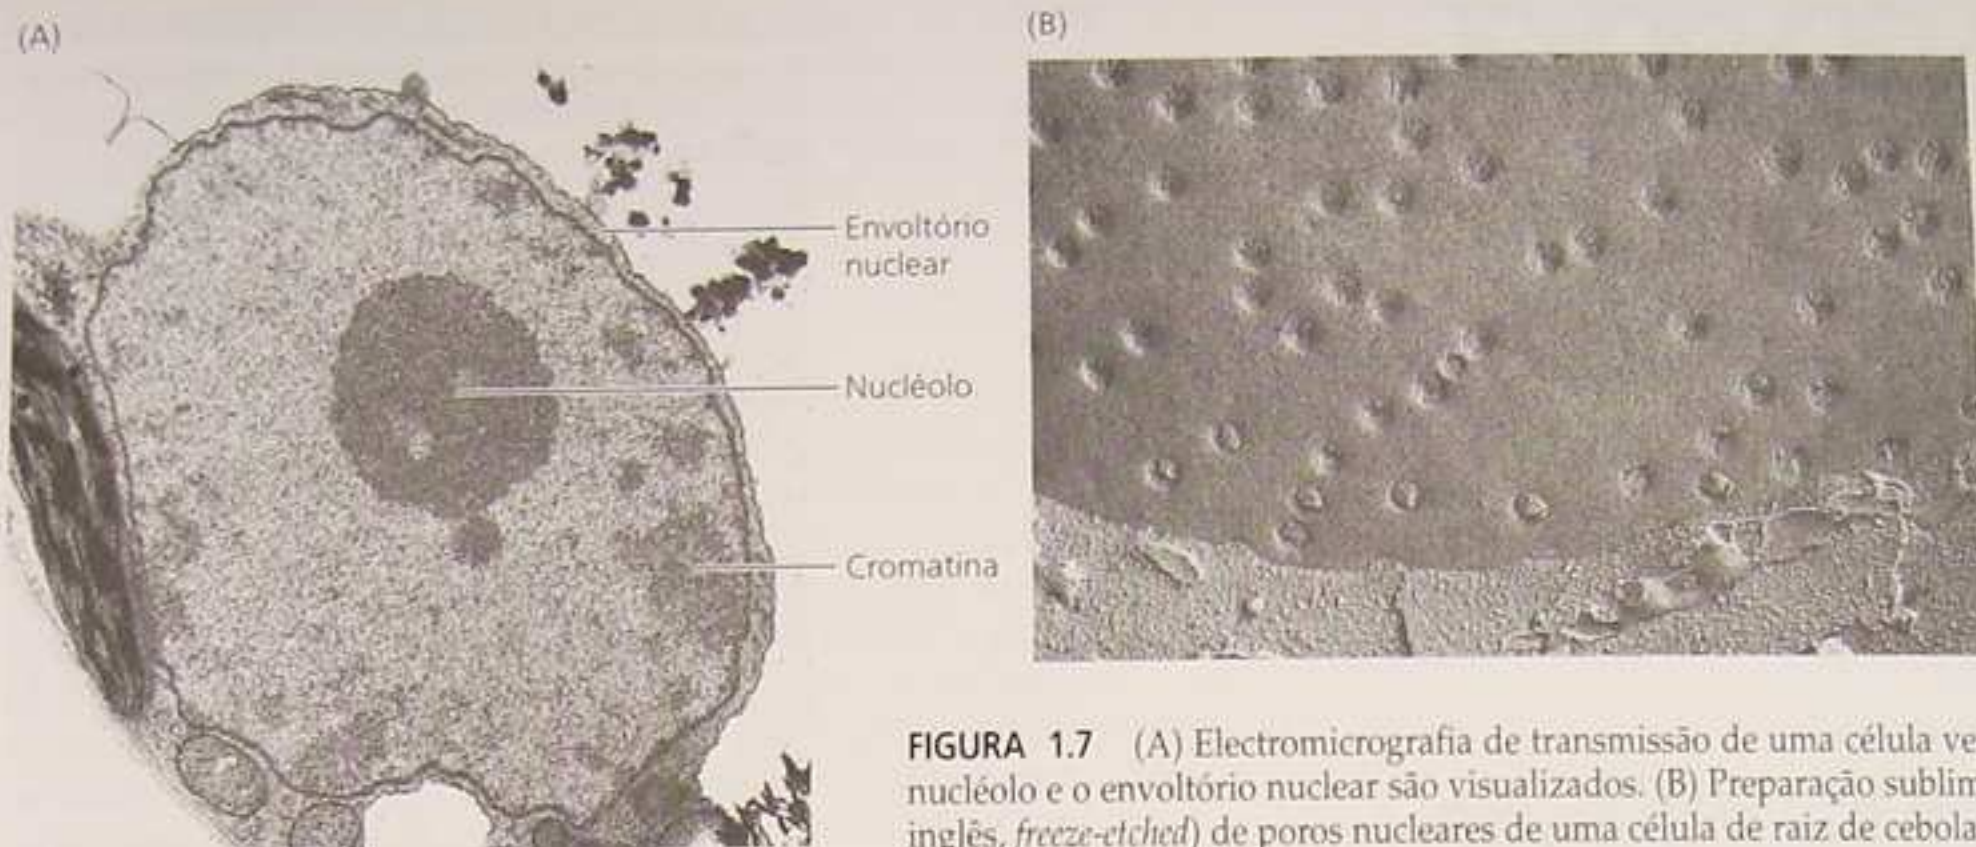 (A)
(B)
Envoltório
nuclear
Nucléolo
Cromatina
FIGURA 1.7 (A) Electromicrografia de transmissão de uma célula ve
nucléolo e o envoltório nuclear são visualizados. (B) Preparação sublim
inglês, freeze-etched) de poros nucleares de uma célula de raiz de cebola